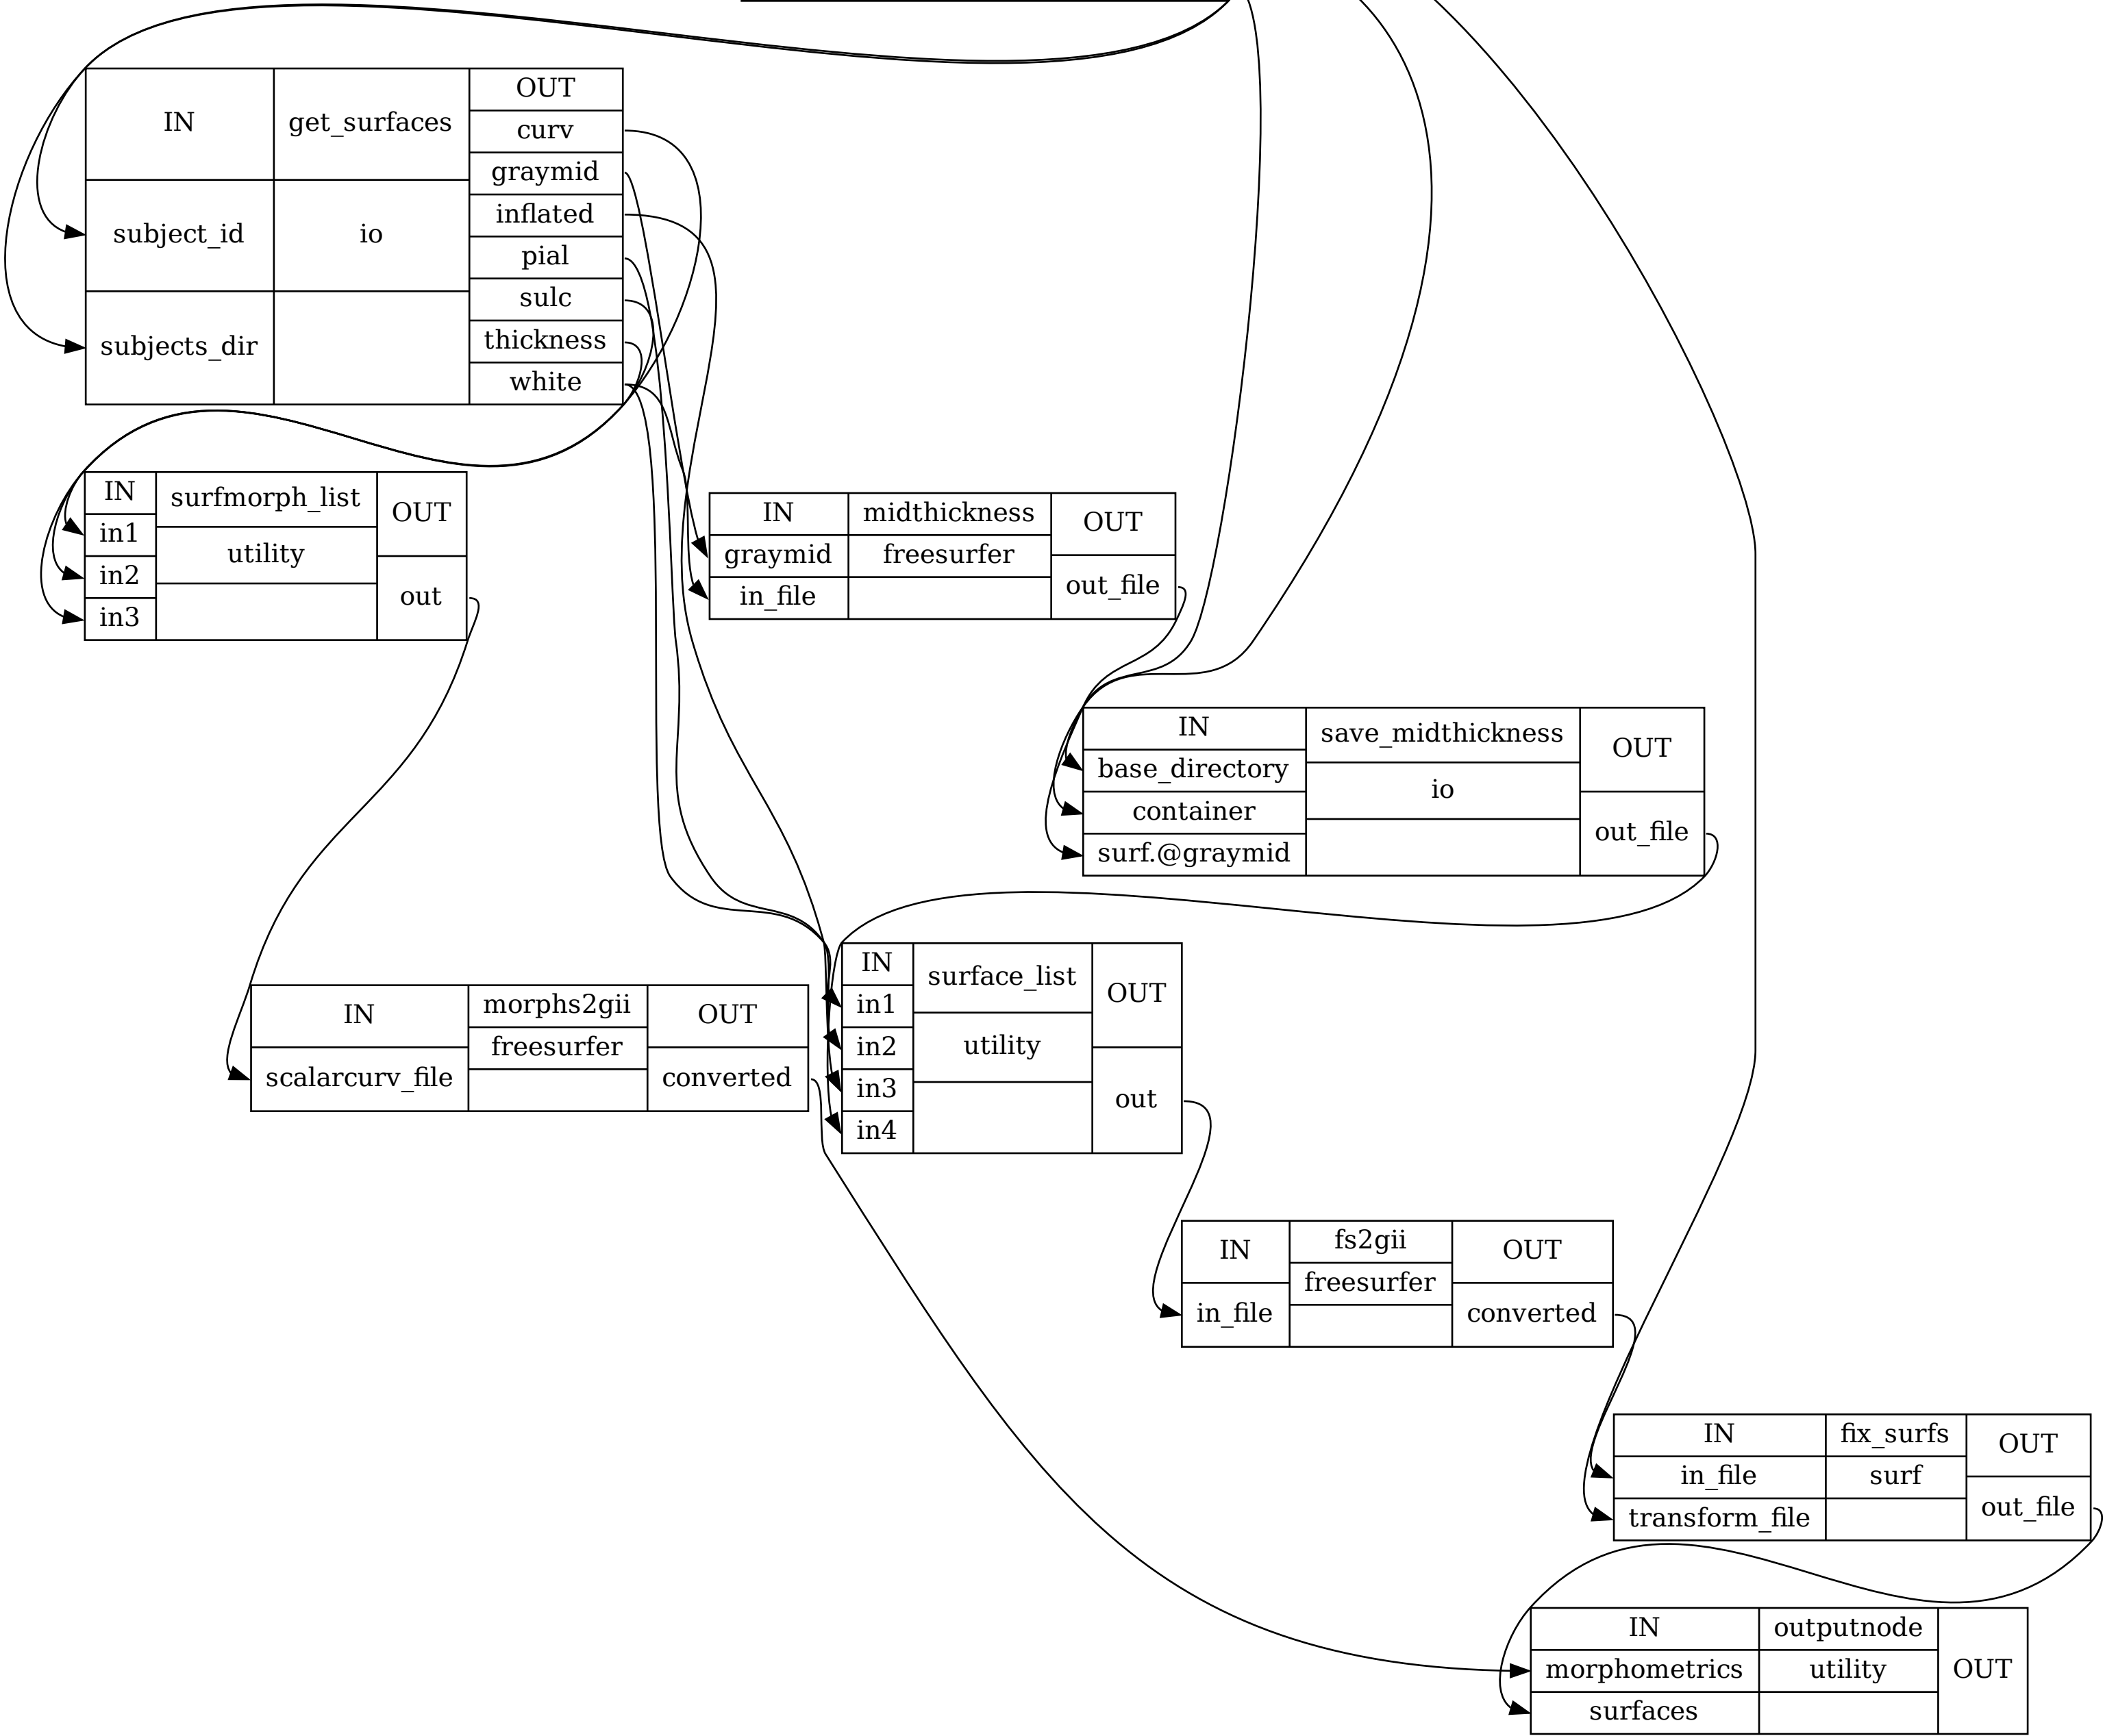 IN
subject_id
subjects_dir
get_surfaces
io
OUT
curv
graymid
inflated
pial
sulc
thickness
white
IN
in1
in2
in3
surfmorph_list
utility
OUT
out
IN
graymid
in_file
midthickness
freesurfer
OUT
out_file
IN
base_directory
container
surf.@graymid
save_midthickness
io
OUT
out_file
IN
scalarcurv_file
morphs2gii
freesurfer
OUT
converted
IN
in1
in2
in3
in4
surface_list
utility
OUT
out
IN
in_file
fs2gii
freesurfer
OUT
converted
IN
in_file
transform_file
fix_surfs
surf
OUT
out_file
IN
morphometrics
surfaces
outputnode
utility
OUT